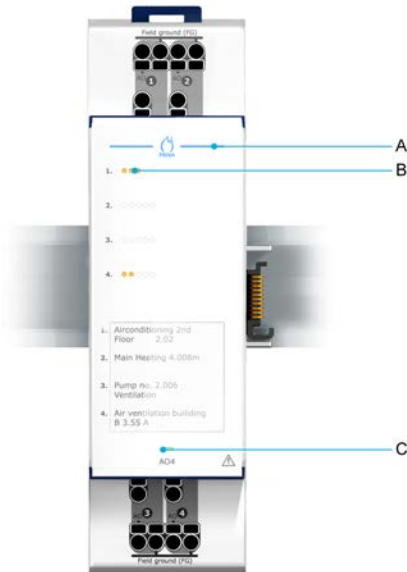 Field ground (FG)
1 2
A
PRIVA
B
1.
2.
3.
4.
1. Airconditioning 2nd
Floor 2.02
2. Main Heating 4.008m
3. Pump no. 2.006
Ventilation
4. Air ventilation building
B 3.55 A
C
AO4
3 4
Field ground (FG)